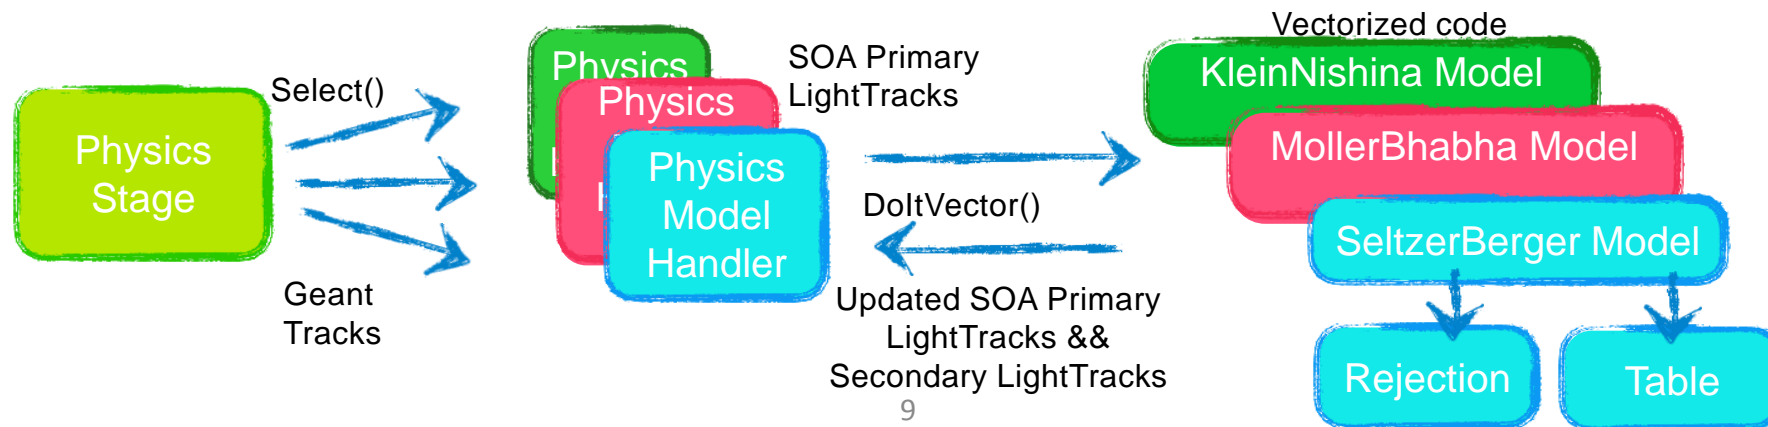 Physics
Stage
Select()
Geant
Tracks
Physics
Physics
Physics
Model
Handler
SOA Primary
LightTracks
DoItVector()
Updated SOA Primary
LightTracks &&
Secondary LightTracks
Vectorized code
KleinNishina Model
MollerBhabha Model
SeltzerBerger Model
Rejection
Table
9